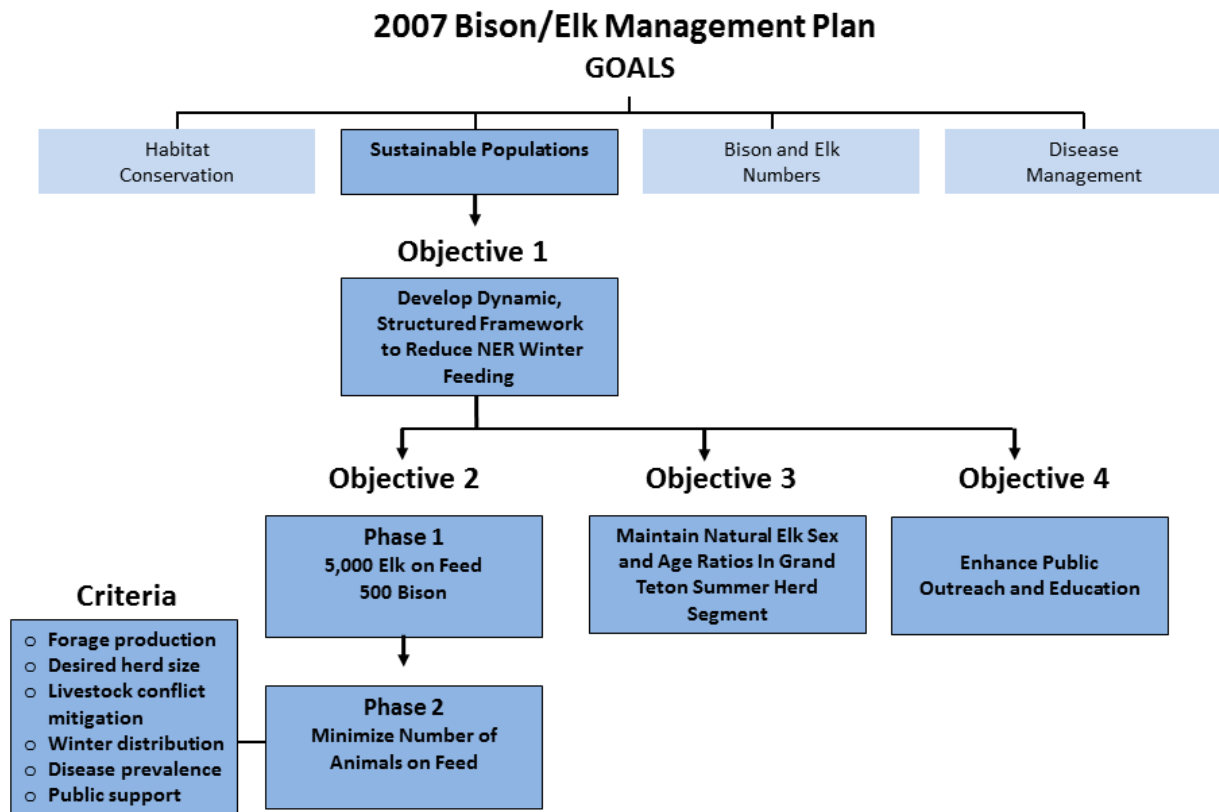 2007 Bison/Elk Management Plan
GOALS
Habitat
Conservation
Sustainable Populations
Bison and Elk
Numbers
Disease
Management
Objective 1
Develop Dynamic,
Structured Framework
to Reduce NER Winter
Feeding
Objective 2
Objective 3
Objective 4
Phase 1
5,000 Elk on Feed
500 Bison
Maintain Natural Elk Sex
and Age Ratios In Grand
Teton Summer Herd
Segment
Enhance Public
Outreach and Education
Criteria
o Forage production
o Desired herd size
o Livestock conflict
mitigation
o Winter distribution
o Disease prevalence
o Public support
Phase 2
Minimize Number of
Animals on Feed